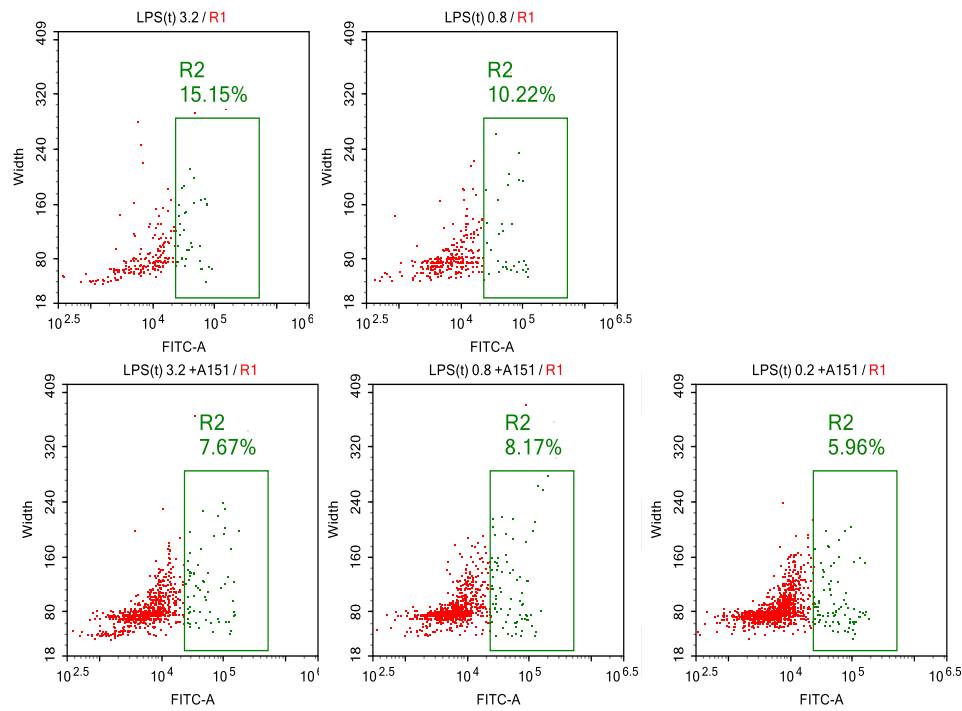 LPS(t) 3.2 / R1
409
320
240
160
80
18
Width
R2
15.15%
10^2.5
10^4
10^5
10^6
FITC-A
LPS(t) 0.8 / R1
409
320
240
160
80
18
Width
R2
10.22%
10^2.5
10^4
10^5
10^6.5
FITC-A
LPS(t) 3.2 +A151 / R1
409
320
240
160
80
18
Width
R2
7.67%
10^2.5
10^4
10^5
10
FITC-A
LPS(t) 0.8 +A151 / R1
409
320
240
160
80
18
Width
R2
8.17%
10^2.5
10^4
10^5
10^6.5
FITC-A
LPS(t) 0.2 +A151 / R1
409
320
240
160
80
18
Width
R2
5.96%
10^2.5
10^4
10^5
10^6.5
FITC-A